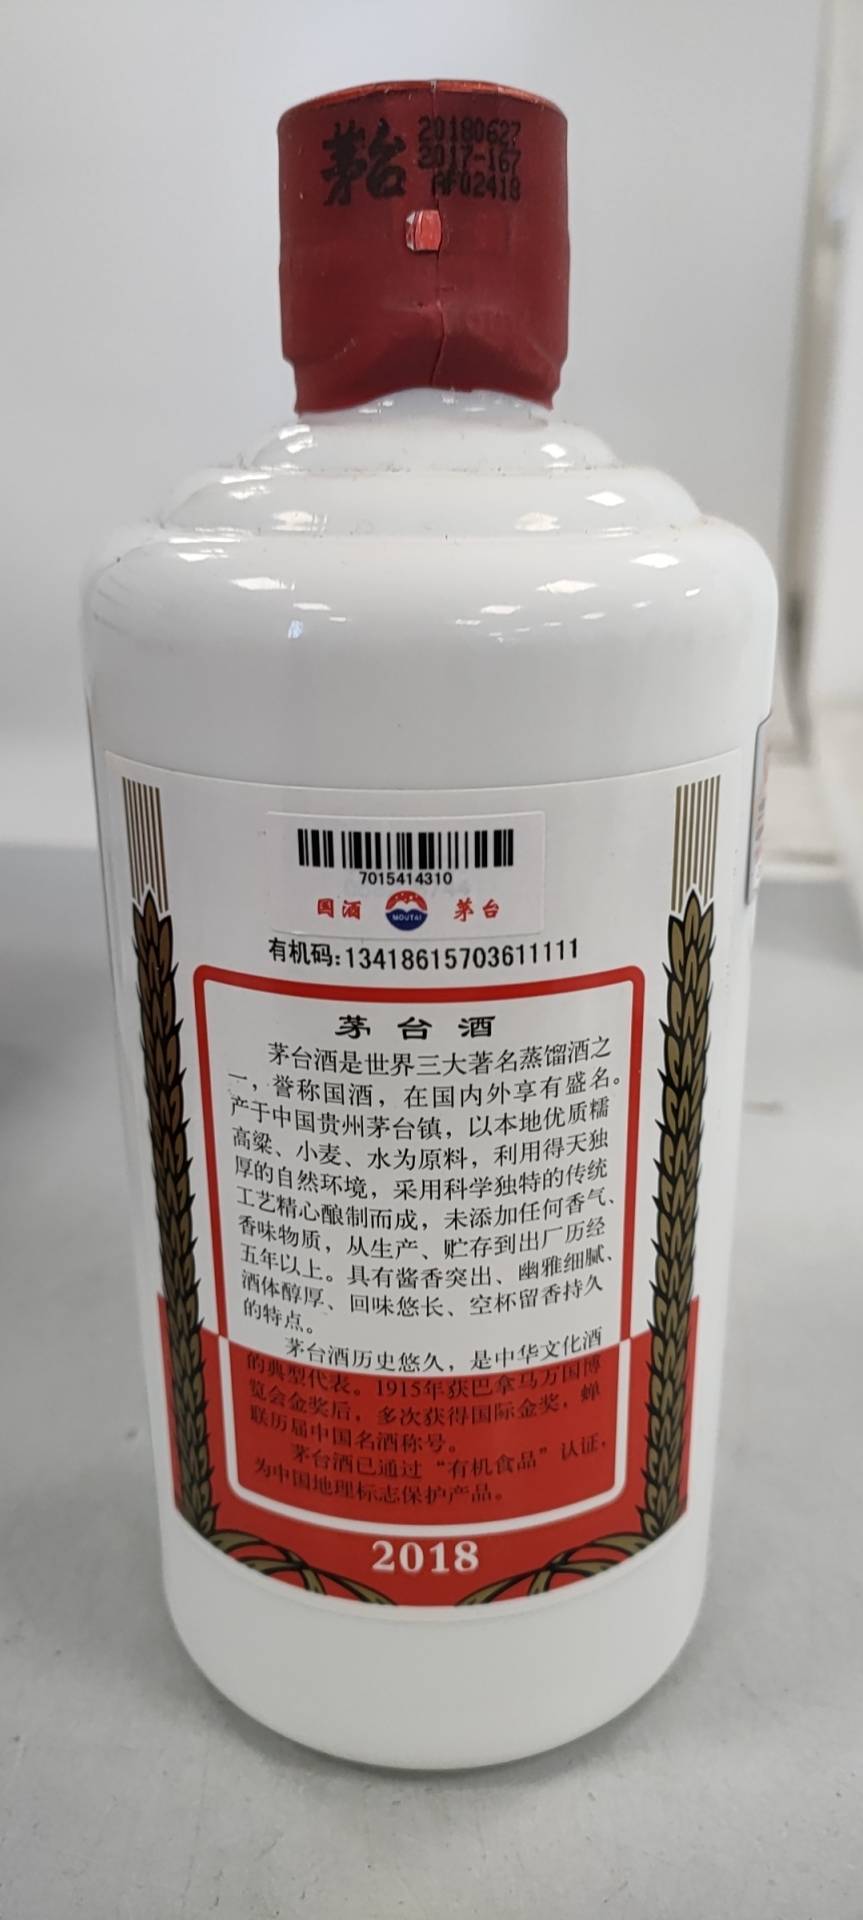 茅台
20180627
2017-167
AF02418
7015414310
国酒 MOUTAI 茅台
有机码:13418615703611111
茅台酒
茅台酒是世界三大著名蒸馏酒之
一，誉称国酒，在国内外享有盛名。
产于中国贵州茅台镇，以本地优质糯
高粱、小麦、水为原料，利用得天独
厚的自然环境，采用科学独特的传统
工艺精心酿制而成，未添加任何香气、
香味物质，从生产、贮存到出厂历经
五年以上。具有酱香突出、幽雅细腻、
酒体醇厚、回味悠长、空杯留香持久
的特点。
茅台酒历史悠久，是中华文化酒
的典型代表。1915年获巴拿马万国博
览会金奖后，多次获得国际金奖，蝉
联历届中国名酒称号。
茅台酒已通过“有机食品”认证，
为中国地理标志保护产品。
2018